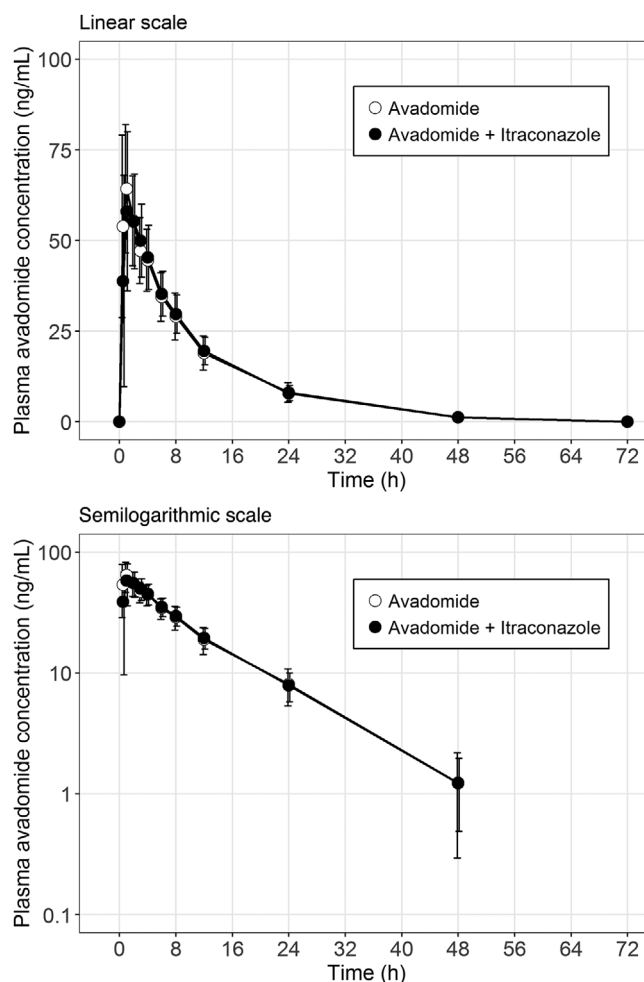 Linear scale
Plasma avadomide concentration (ng/mL)
100
75
50
25
0
Avadomide
Avadomide + Itraconazole
0 8 16 24 32 40 48 56 64 72
Time (h)
Semilogarithmic scale
Plasma avadomide concentration (ng/mL)
100
10
1
0.1
Avadomide
Avadomide + Itraconazole
0 8 16 24 32 40 48 56 64 72
Time (h)